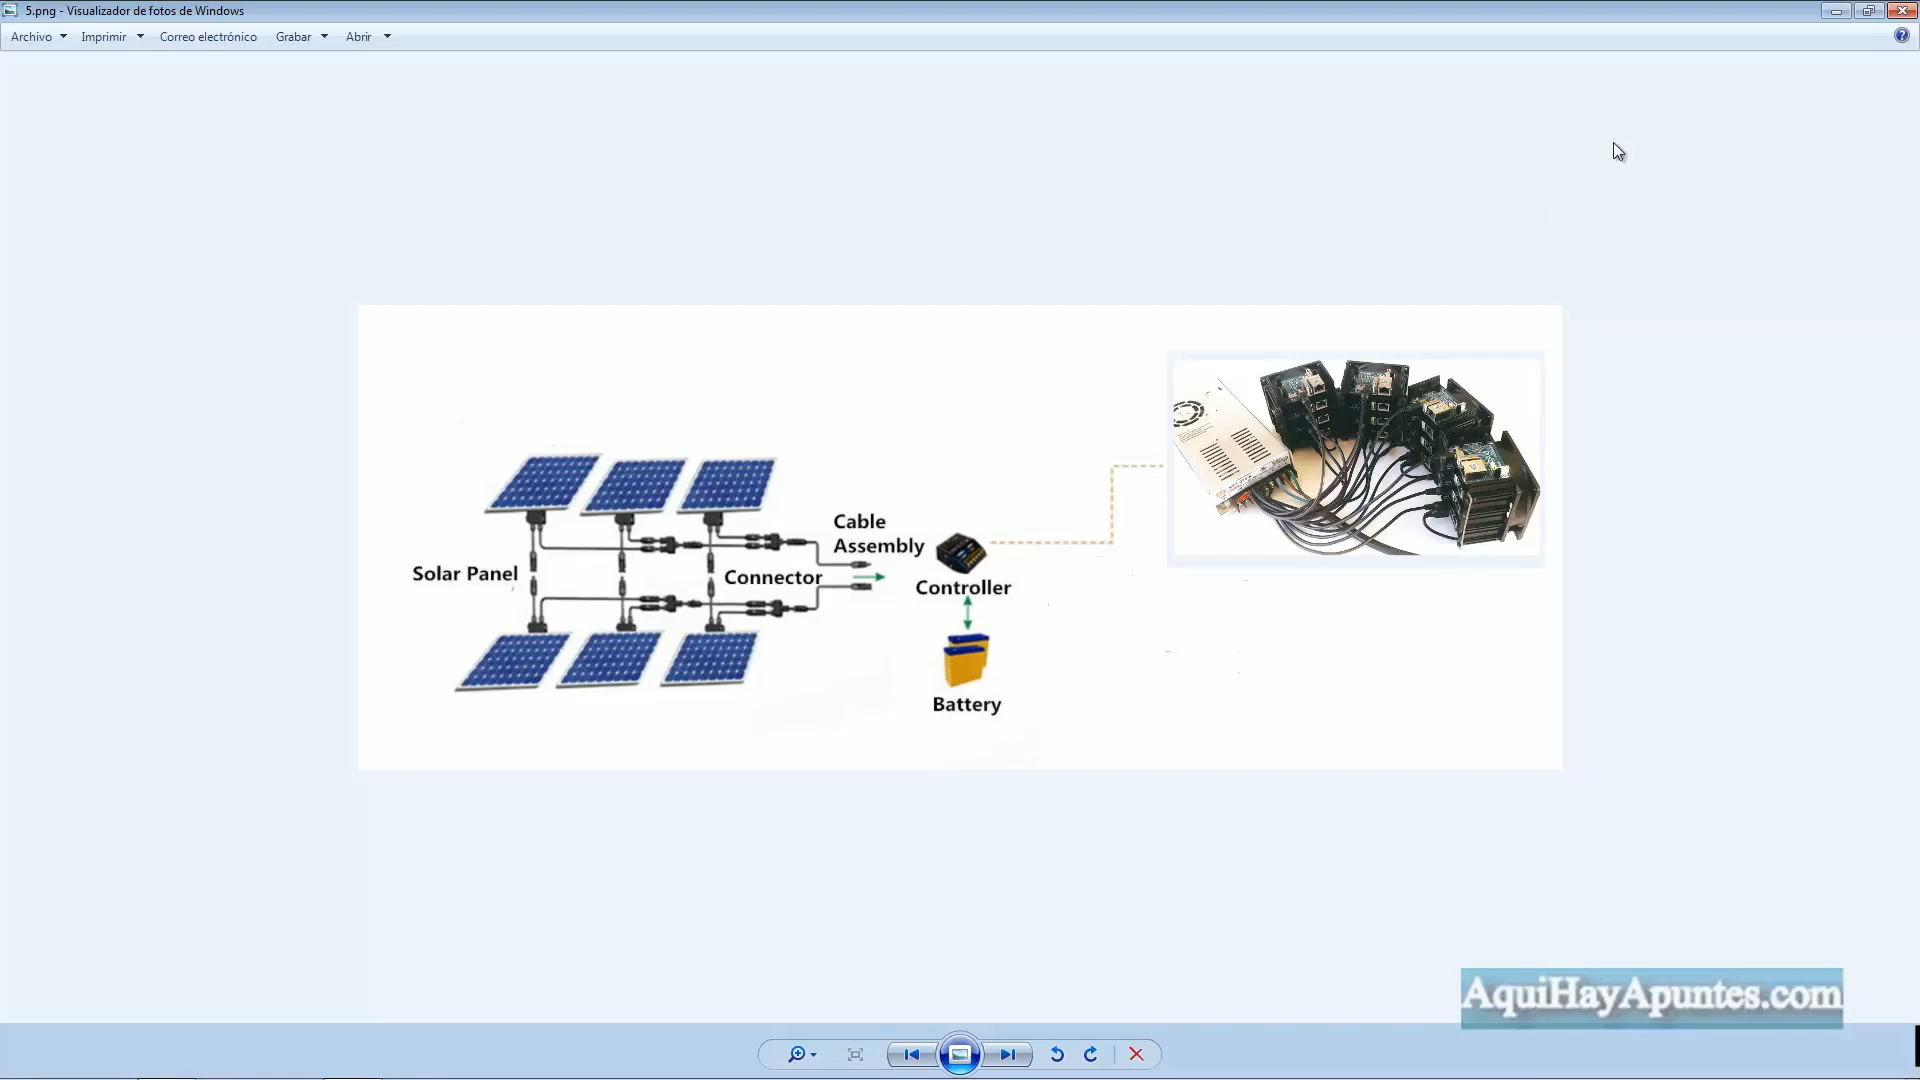 5.png - Visualizador de fotos de Windows
Archivo Imprimir Correo electrónico Grabar Abrir
Cable
Assembly
Solar Panel
Connector
Controller
Battery
AquiHayApuntes.com